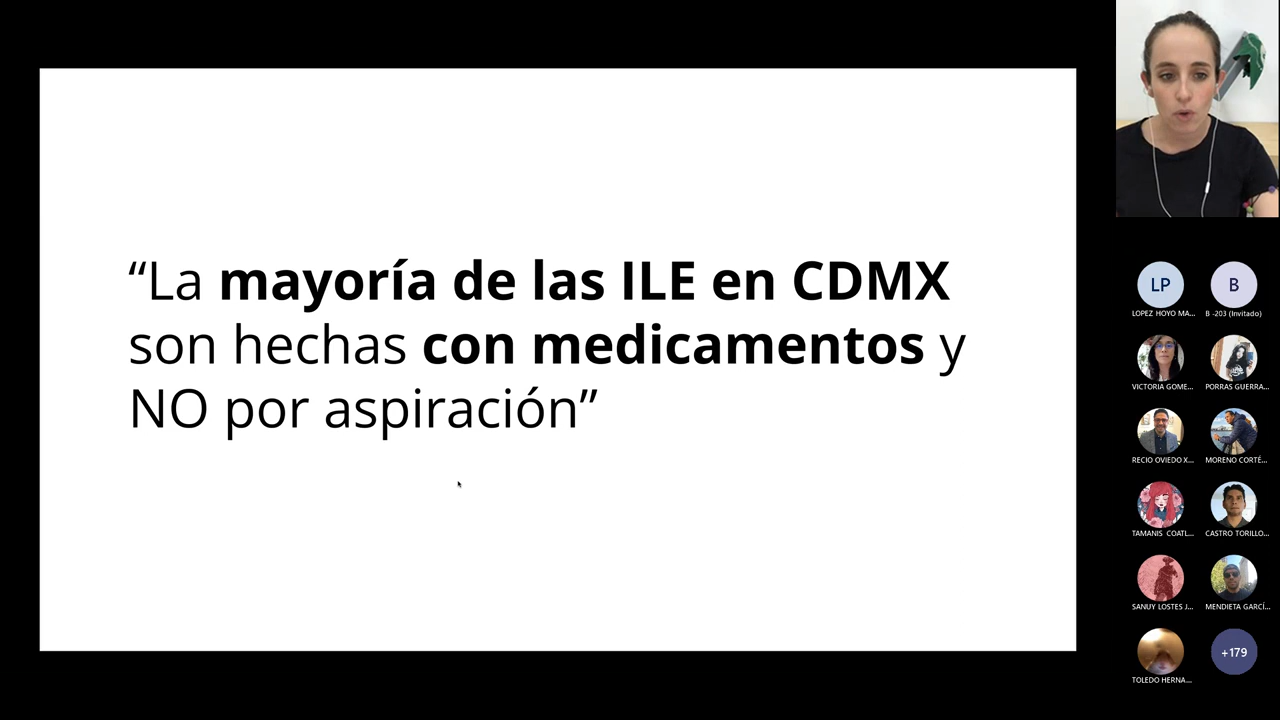 “La mayoría de las ILE en CDMX
son hechas con medicamentos y
NO por aspiración”
LP
B
LOPEZ HOYO MA...
B -203 (Invitado)
VICTORIA GOME...
PORRAS GUERRA...
RECIO OVIEDO X...
MORENO CORTÉ...
TAMANIS COATL...
CASTRO TORILLO...
SANUY LOSTES J...
MENDIETA GARCÍ...
+179
TOLEDO HERNA...